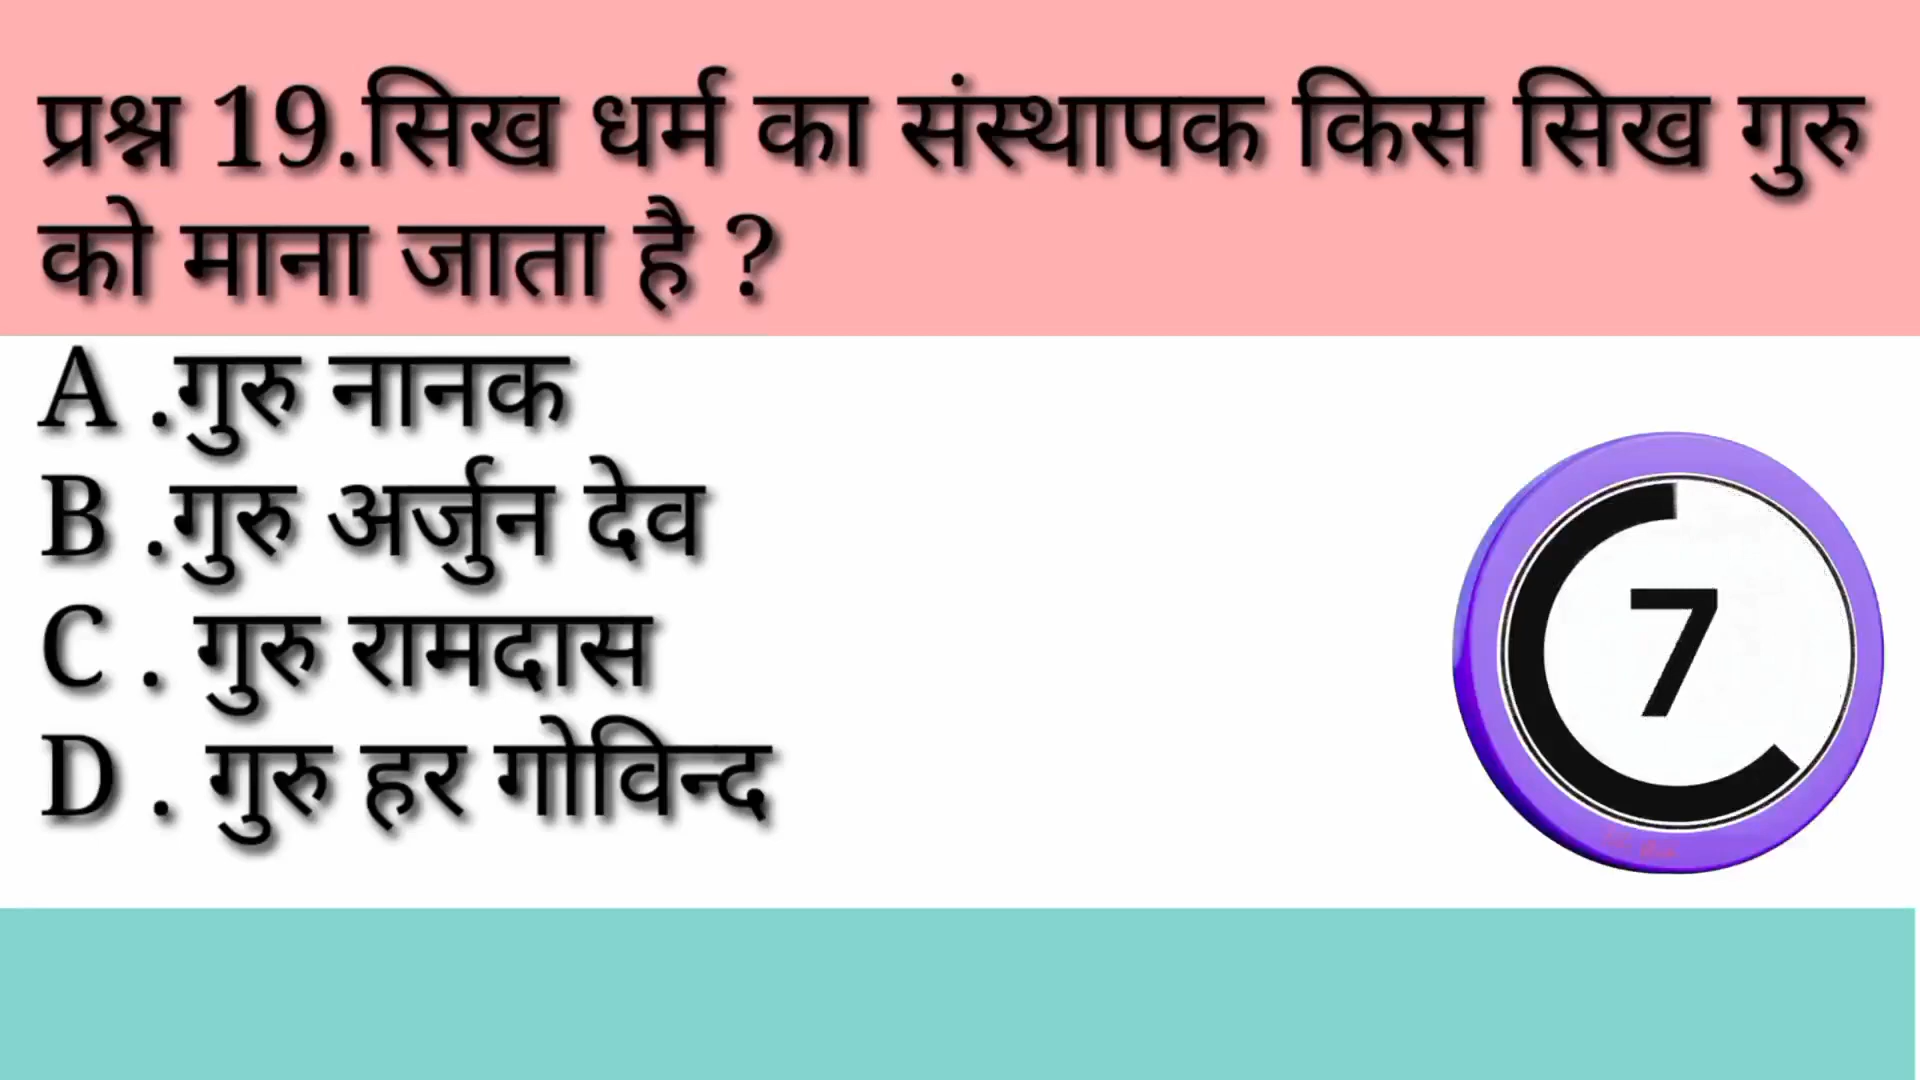 प्रश्न 19.सिख धर्म का संस्थापक किस सिख गुरु
को माना जाता है ?
A .गुरु नानक
B .गुरु अर्जुन देव
C . गुरु रामदास
D . गुरु हर गोविन्द
7